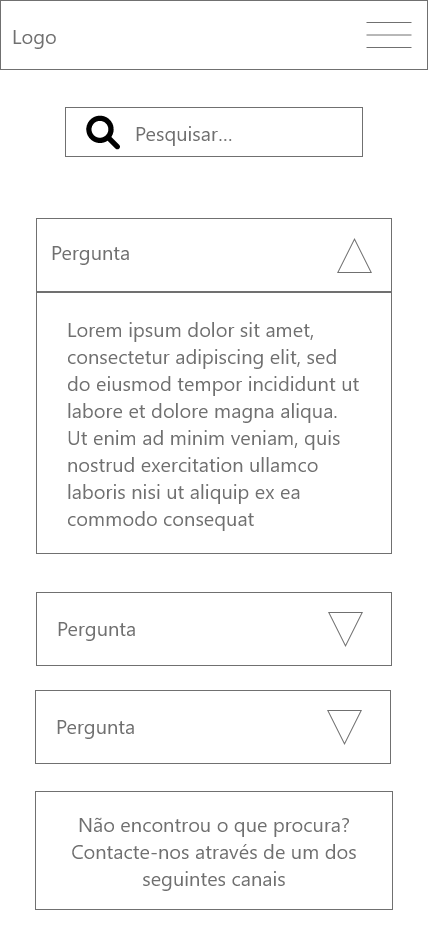 Logo
Pesquisar...
Pergunta
Lorem ipsum dolor sit amet,
consectetur adipiscing elit, sed
do eiusmod tempor incididunt ut
labore et dolore magna aliqua.
Ut enim ad minim veniam, quis
nostrud exercitation ullamco
laboris nisi ut aliquip ex ea
commodo consequat
Pergunta
Pergunta
Não encontrou o que procura?
Contacte-nos através de um dos
seguintes canais